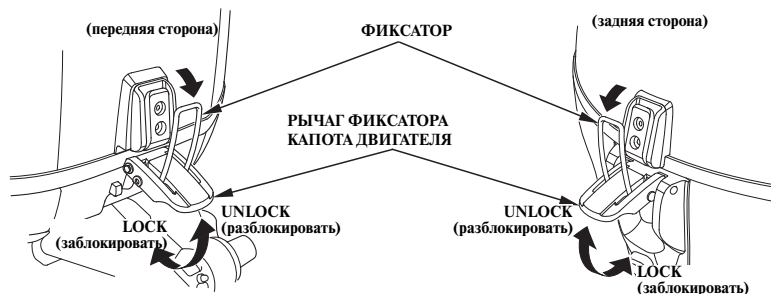 (передняя сторона)
ФИКСАТОР
(задняя сторона)
РЫЧАГ ФИКСАТОРА
КАПОТА ДВИГАТЕЛЯ
LOCK
(заблокировать)
UNLOCK
(разблокировать)
UNLOCK
(разблокировать)
LOCK
(заблокировать)